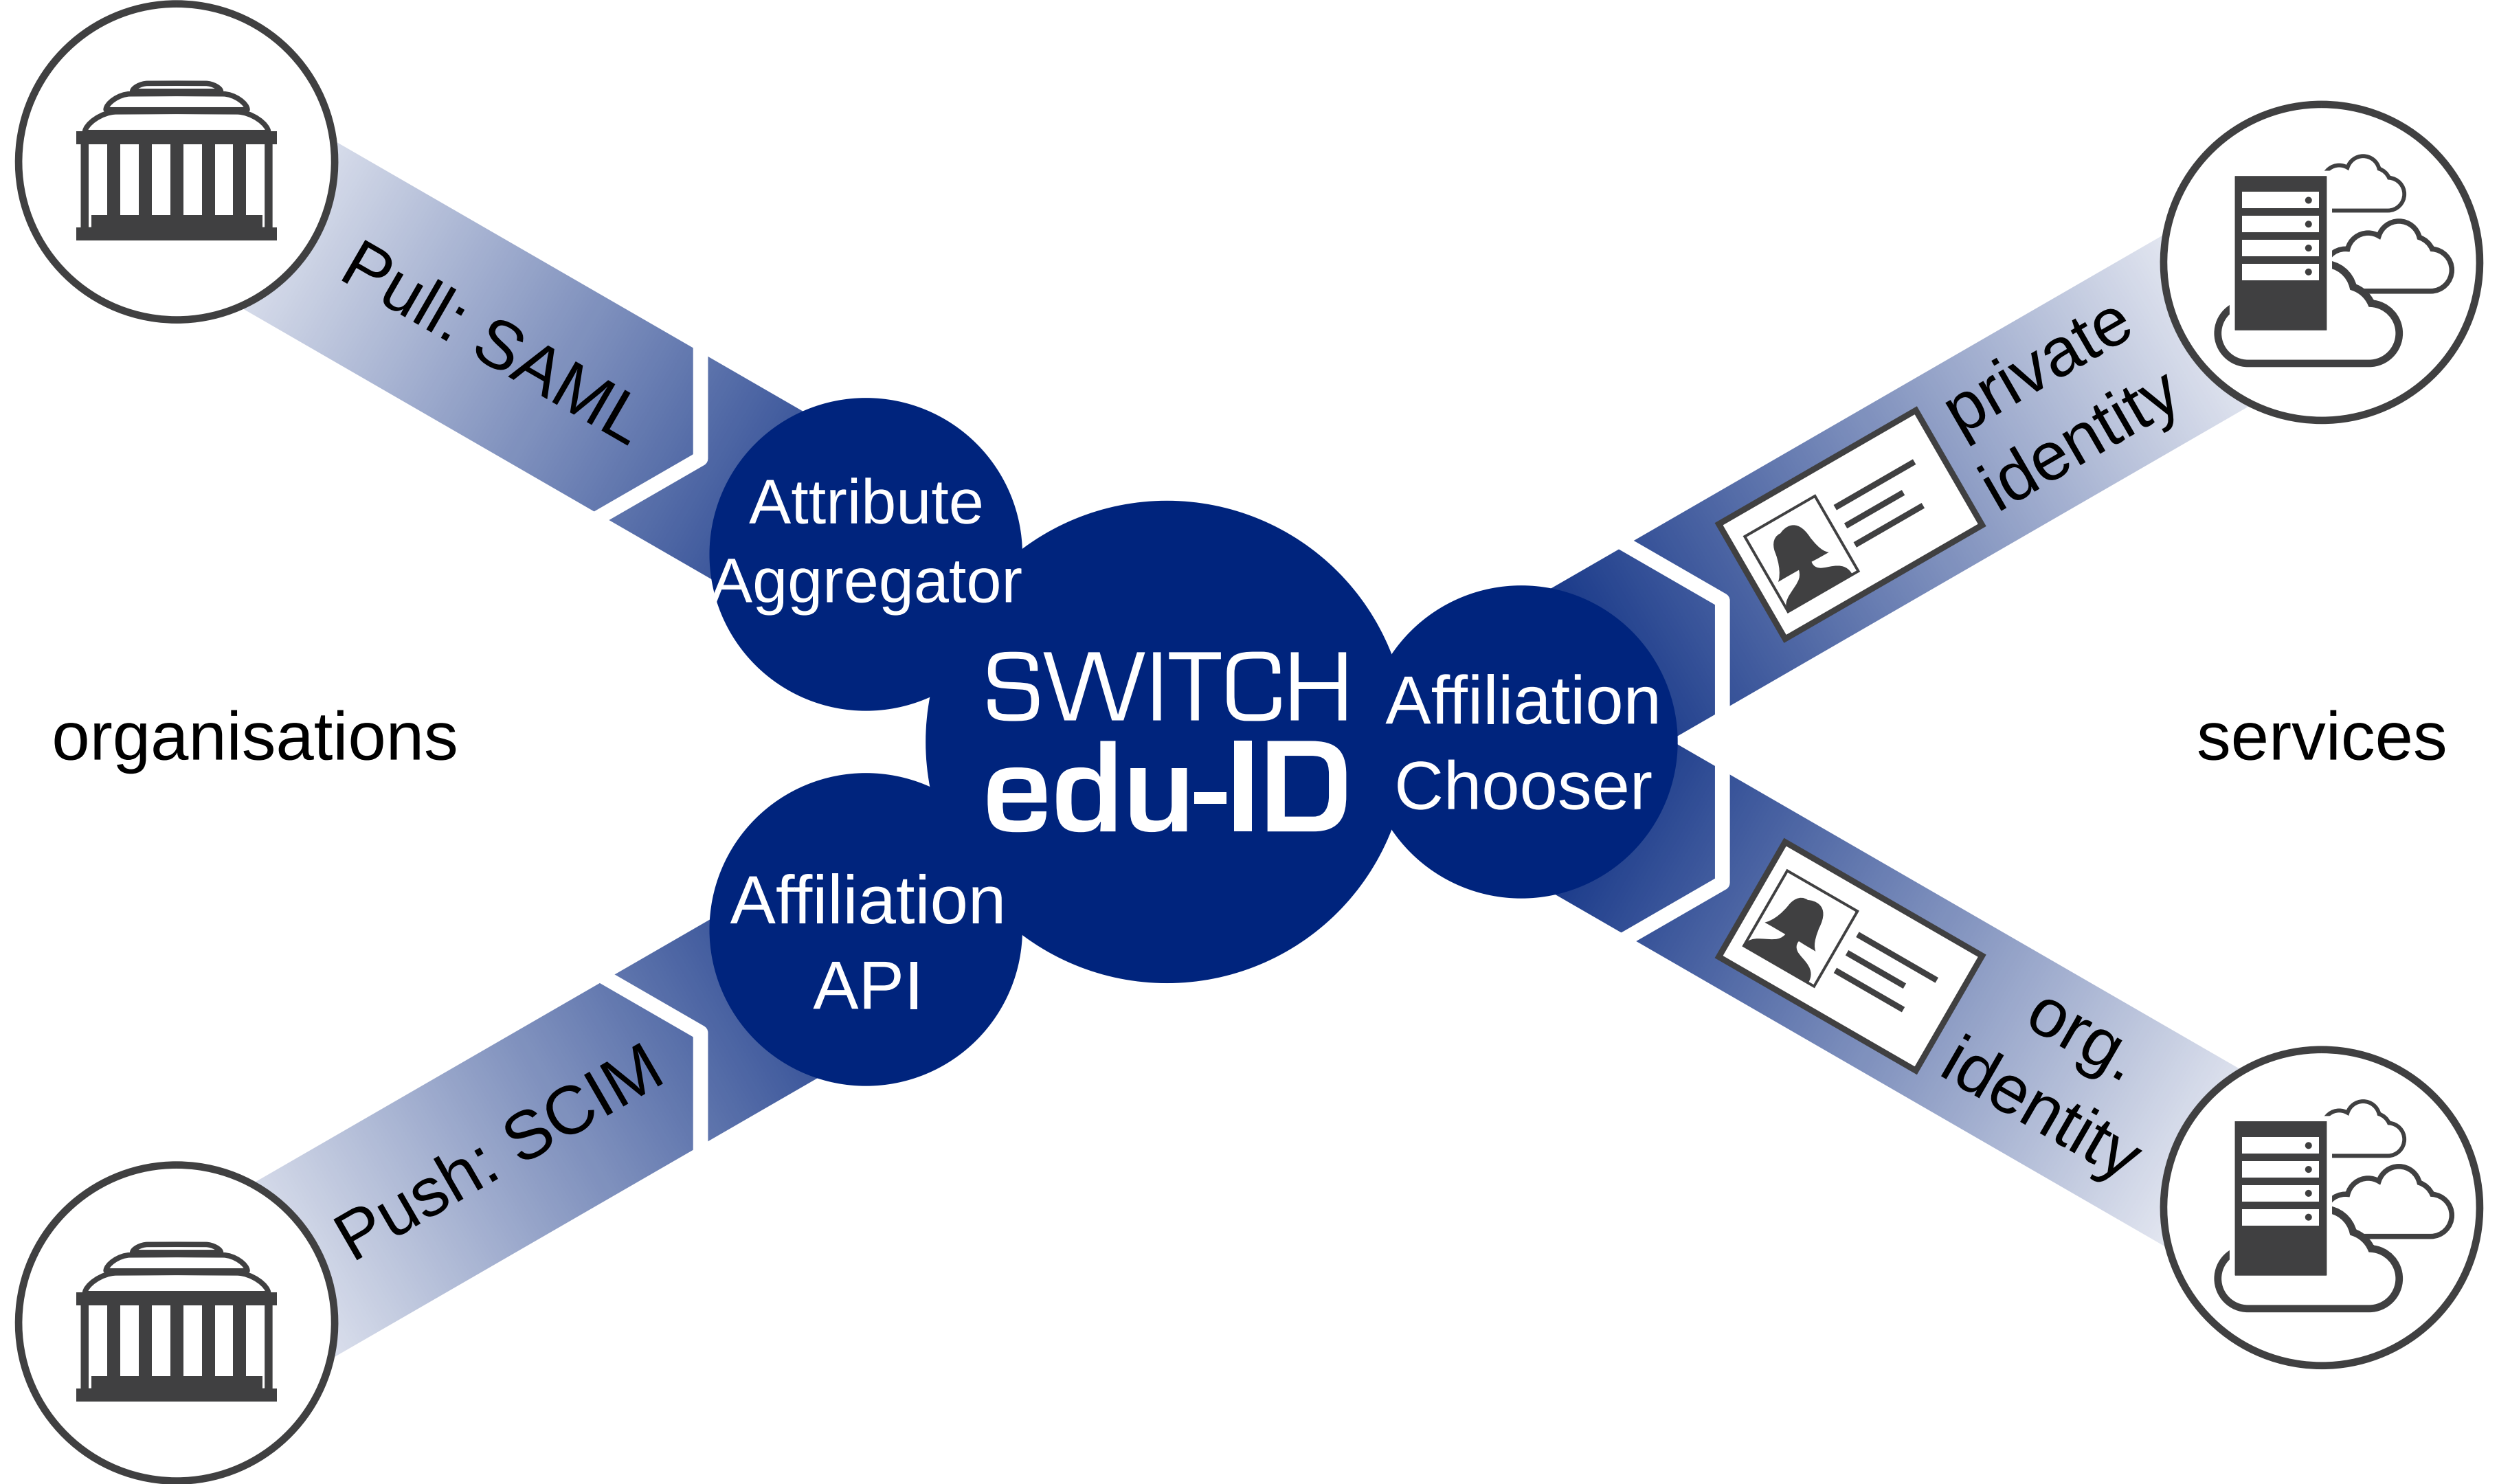 Pull: SAML
Attribute
Aggregator
private
identity
SWITCH
edu-ID
Affiliation
Chooser
organisations
services
Affiliation
API
Push: SCIM
org.
identity